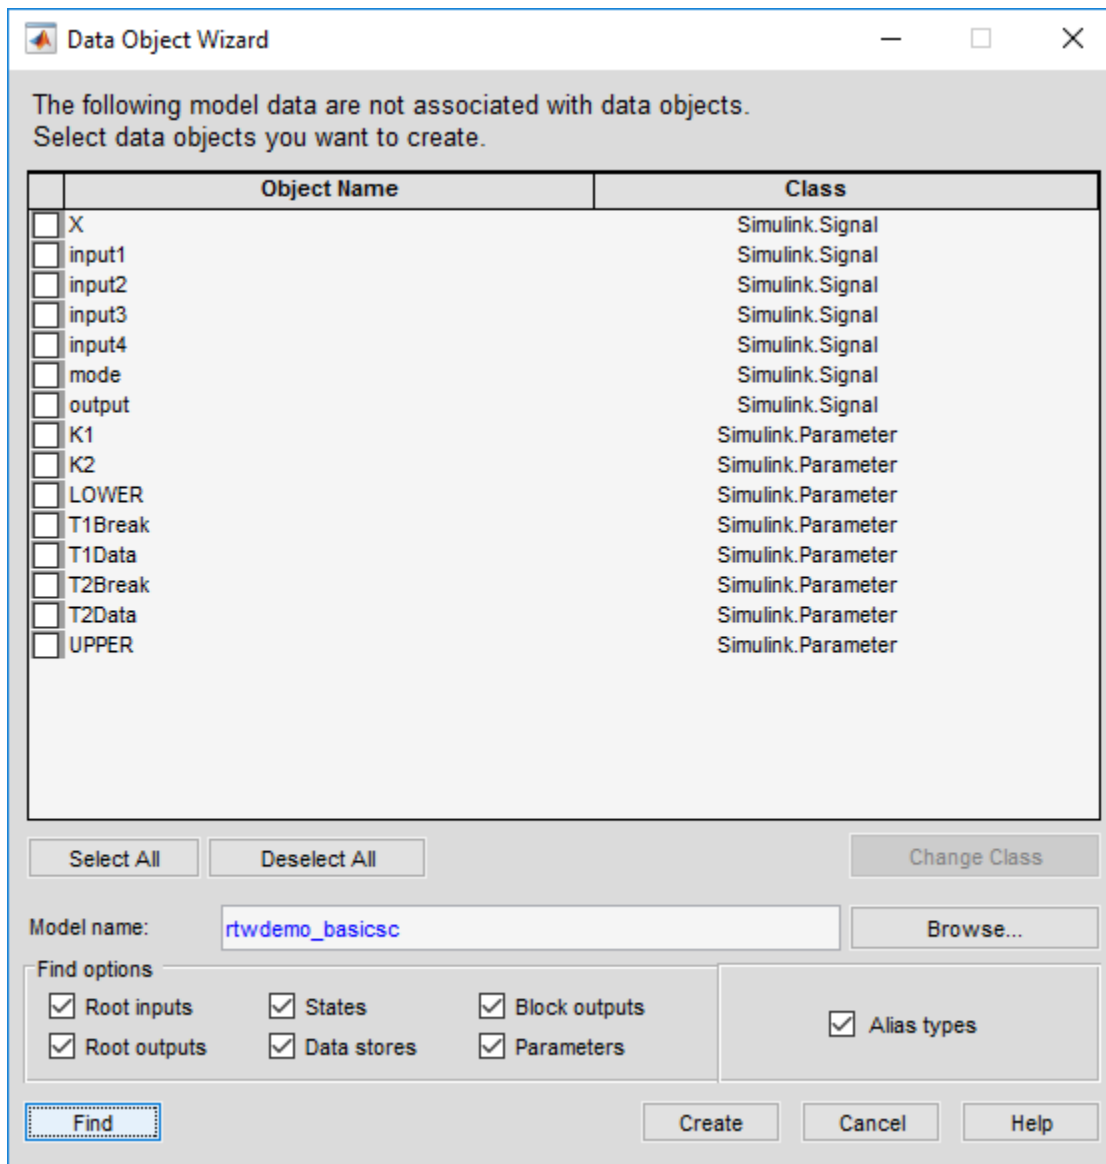 Data Object Wizard
The following model data are not associated with data objects.
Select data objects you want to create.
Object Name Class
X Simulink.Signal
input1 Simulink.Signal
input2 Simulink.Signal
input3 Simulink.Signal
input4 Simulink.Signal
mode Simulink.Signal
output Simulink.Signal
K1 Simulink.Parameter
K2 Simulink.Parameter
LOWER Simulink.Parameter
T1Break Simulink.Parameter
T1Data Simulink.Parameter
T2Break Simulink.Parameter
T2Data Simulink.Parameter
UPPER Simulink.Parameter
Select All Deselect All Change Class
Model name: rtwdemo_basicsc Browse...
Find options
Root inputs States Block outputs
Alias types
Root outputs Data stores Parameters
Find Create Cancel Help